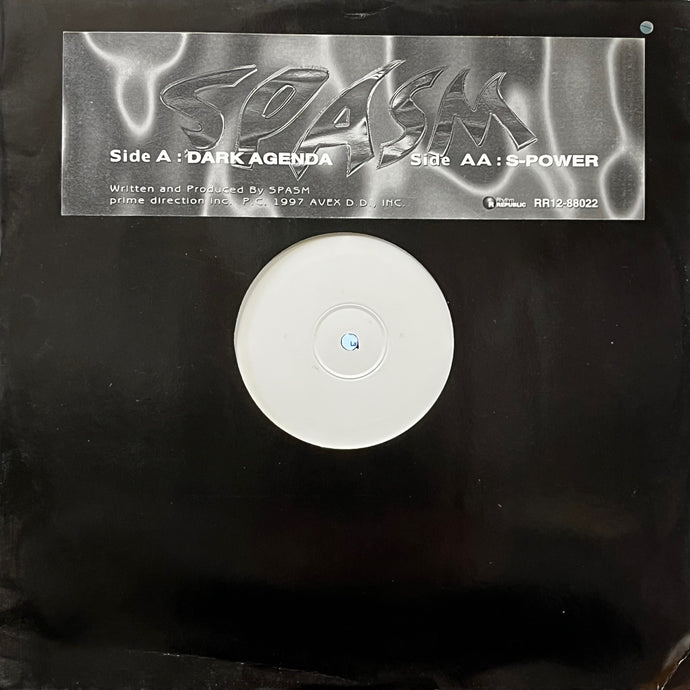 SPASM
Side A : DARK AGENDA Side AA : S-POWER
Written and Produced By SPASM
prime direction inc. P.C. 1997 AVEX D.D., INC.
Rhythm REPUBLIC RR12-88022